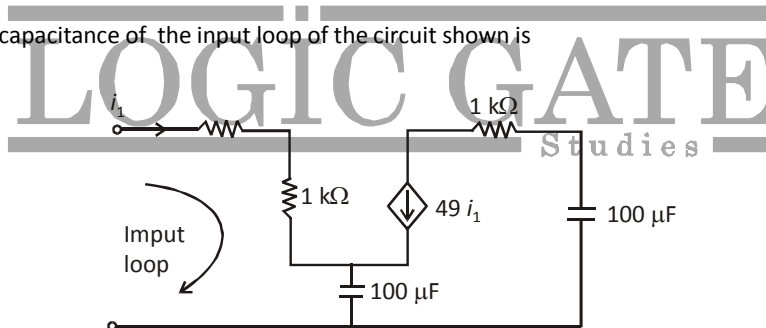 capacitance of the input loop of the circuit shown is
LOGIC GATE
Studies
i1
1 kΩ
1 kΩ
49 i1
100 μF
Imput
loop
100 μF